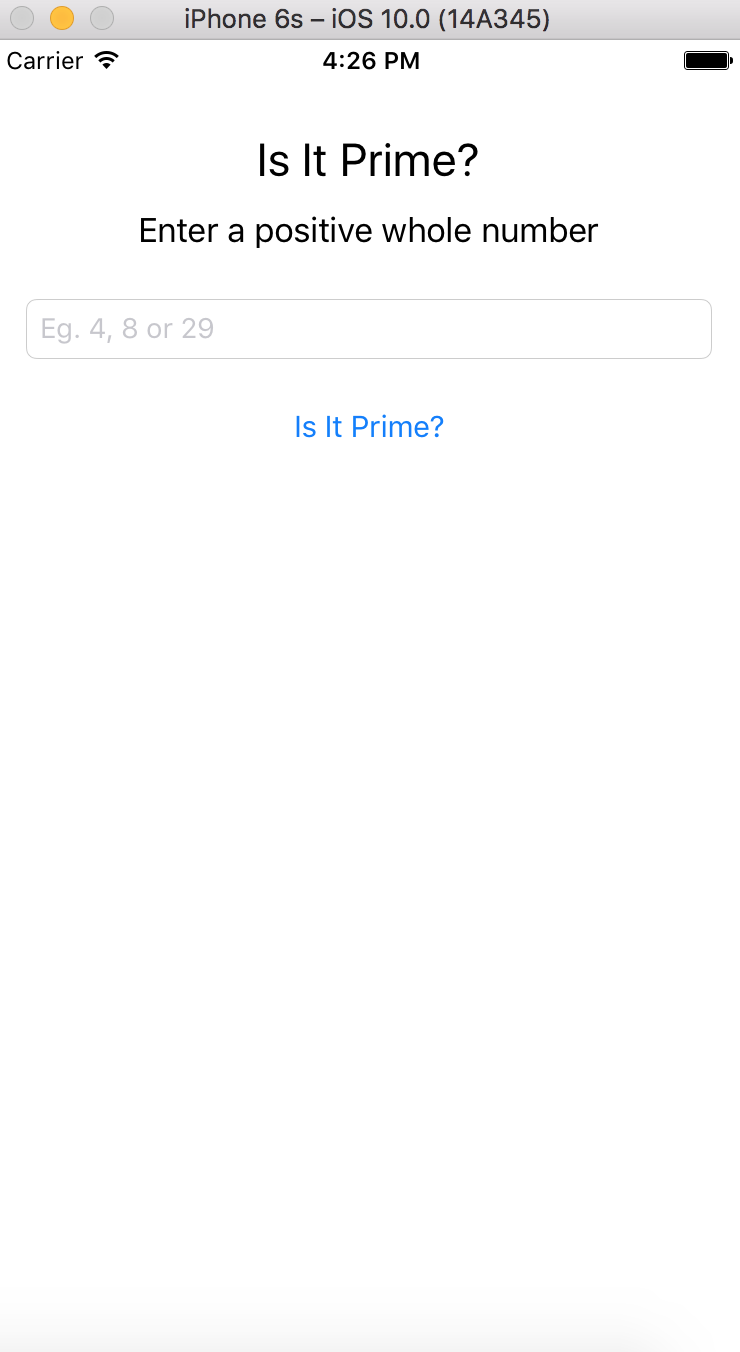 iPhone 6s – iOS 10.0 (14A345)
Carrier 4:26 PM
Is It Prime?
Enter a positive whole number
Eg. 4, 8 or 29
Is It Prime?